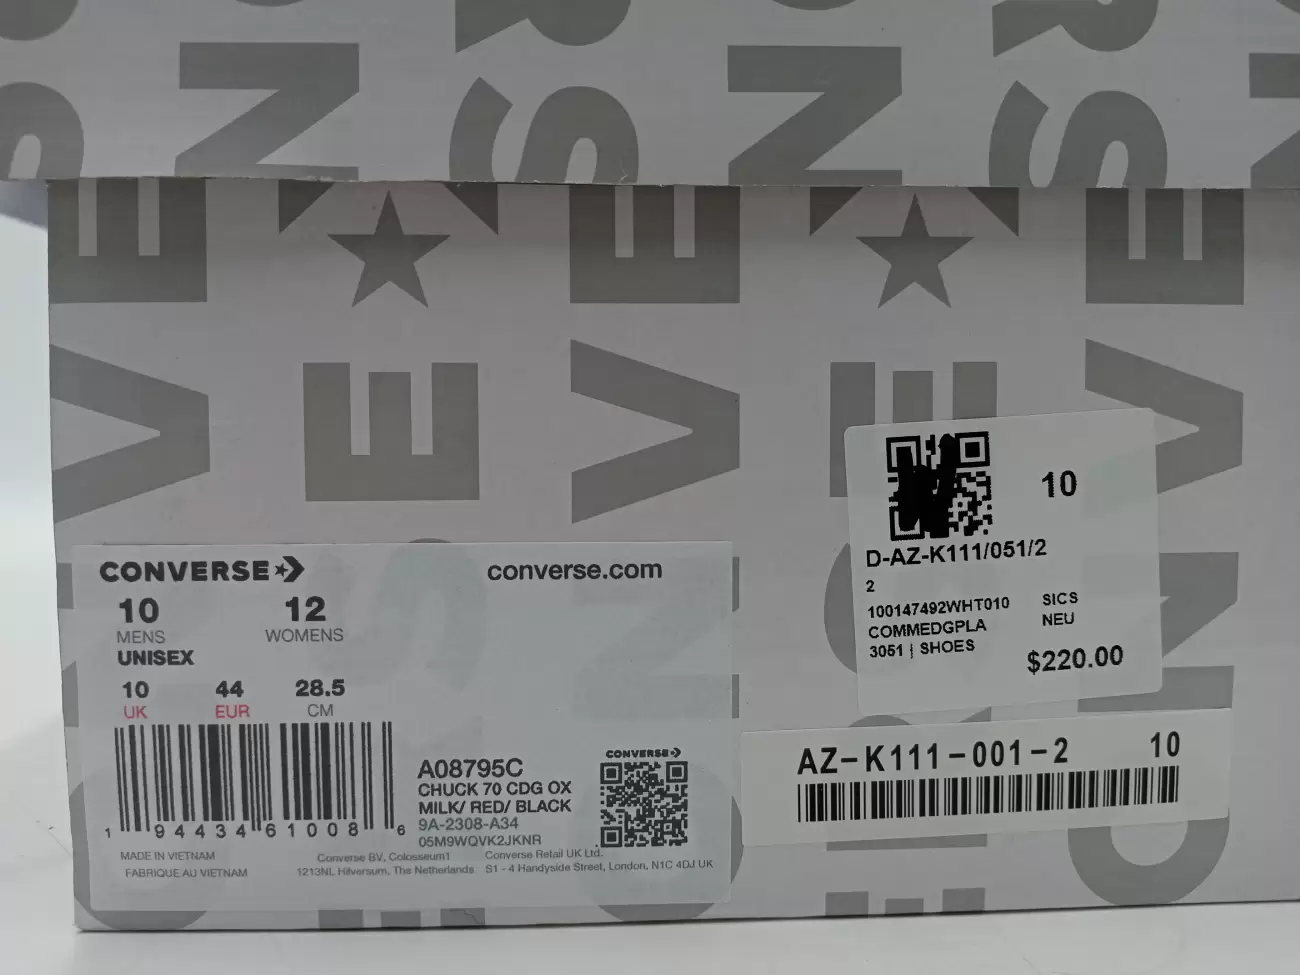 CONVERSE
converse.com
10
12
MENS
WOMENS
UNISEX
10
44
28.5
UK
EUR
CM
1 94434 61008 6
A08795C
CHUCK 70 CDG OX
MILK/ RED/ BLACK
9A-2308-A34
05M9WQVK2JKNR
CONVERSE
MADE IN VIETNAM
FABRIQUE AU VIETNAM
Converse BV, Colosseum1
1213NL Hilversum, The Netherlands
Converse Retail UK Ltd.
S1 - 4 Handyside Street, London, N1C 4DJ UK
10
D-AZ-K111/051/2
2
100147492WHT010
SICS
COMMEDGPLA
NEU
3051 | SHOES
$220.00
AZ-K111-001-2
10